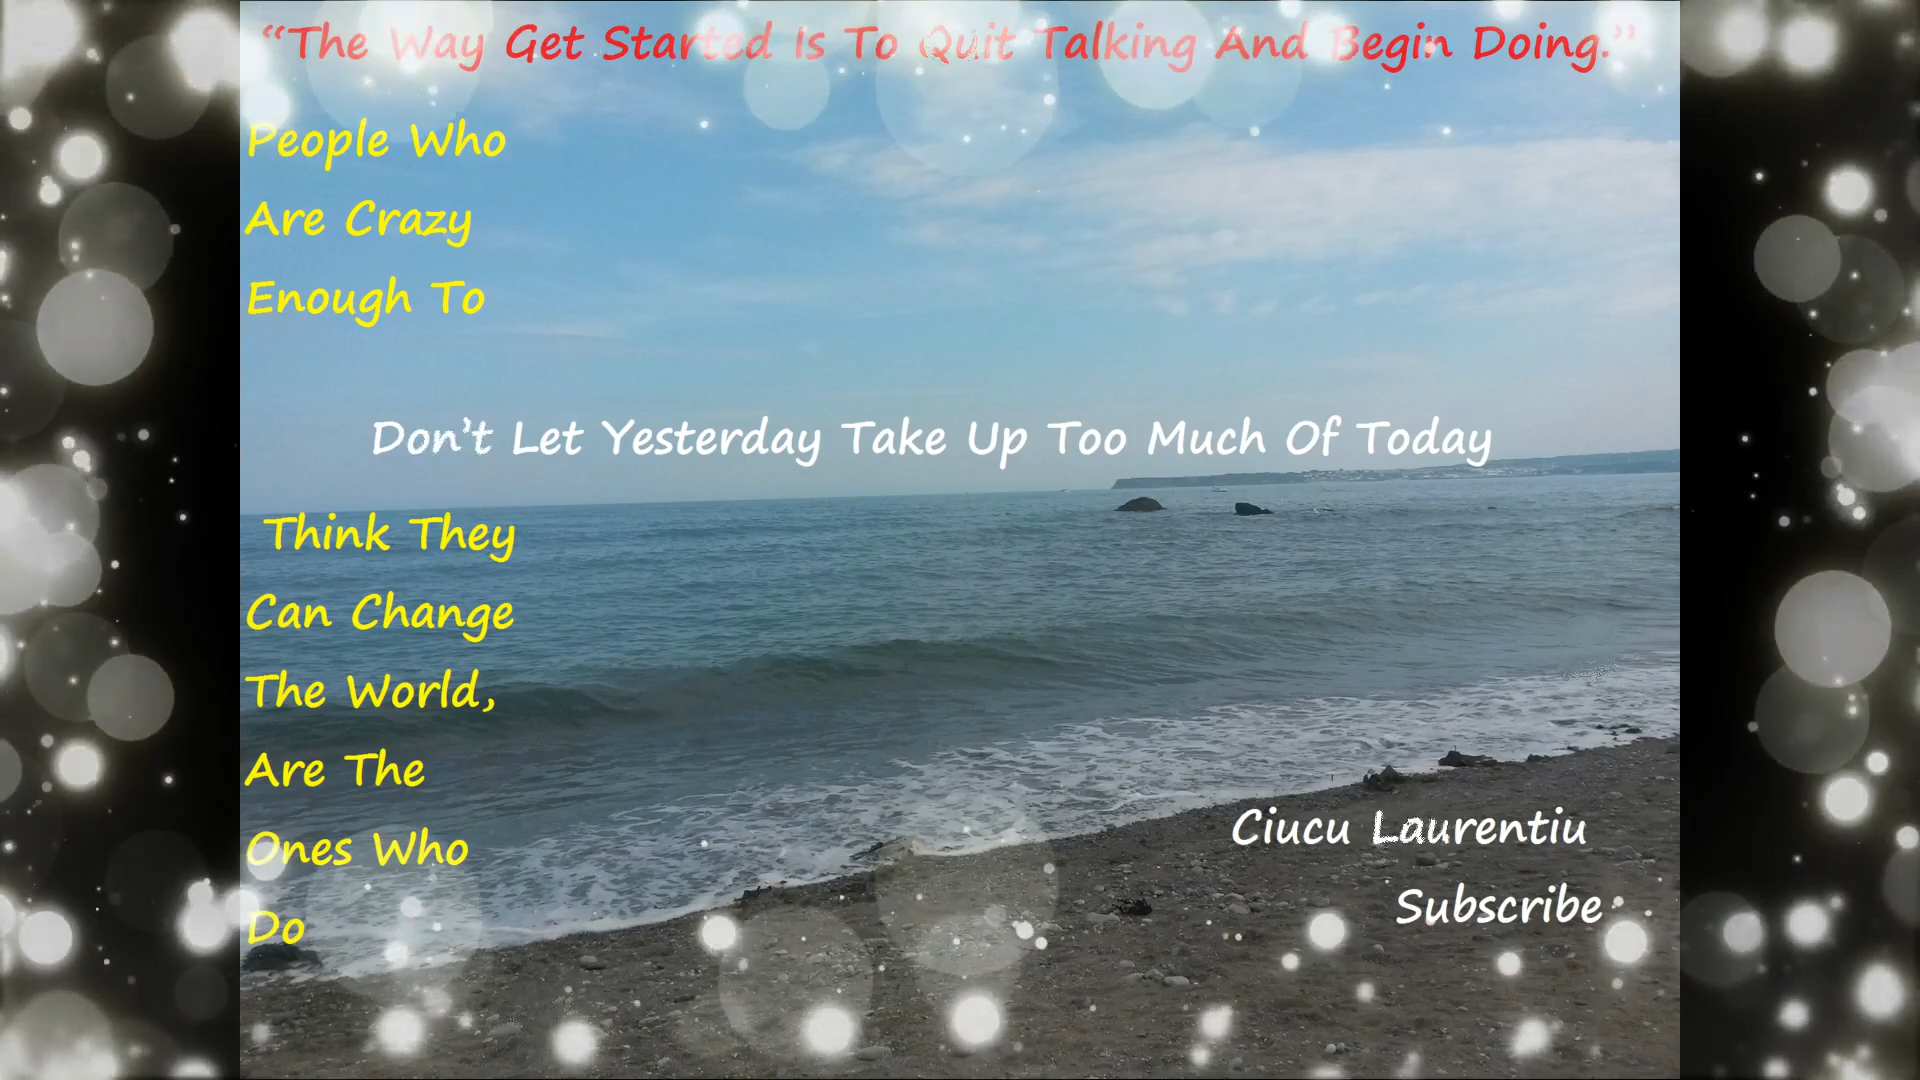 “The Way Get Started Is To Quit Talking And Begin Doing.”
People Who
Are Crazy
Enough To
Don’t Let Yesterday Take Up Too Much Of Today
Think They
Can Change
The World,
Are The
Ones Who
Do
Ciucu Laurentiu
Subscribe